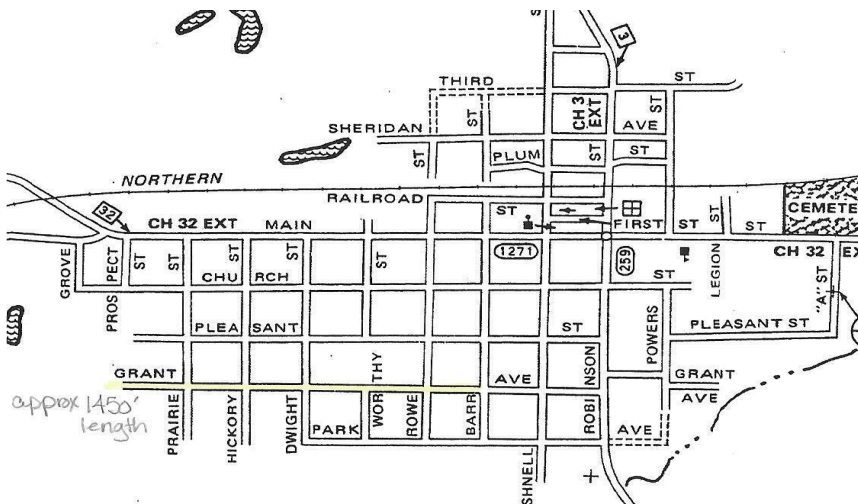 S
3
THIRD
ST
SHERIDAN
ST
ST
CH 3
EXT
ST
AVE
PLUM
ST
ST
NORTHERN
RAILROAD
32
CH 32 EXT
MAIN
ST
FIRST
ST
ST
ST
CEMETE
GROVE
PROS
PECT
ST
ST
ST
ST
ST
CHU
RCH
1271
259
ST
LEGION
CH 32
EX
"A" ST
PLEA
SANT
ST
POWERS
PLEASANT ST
GRANT
WOR
THY
AVE
ROBI
NSON
GRANT
AVE
approx 1450'
length
PRAIRIE
HICKORY
DWIGHT
PARK
ROWE
BARR
SHNELL
AVE